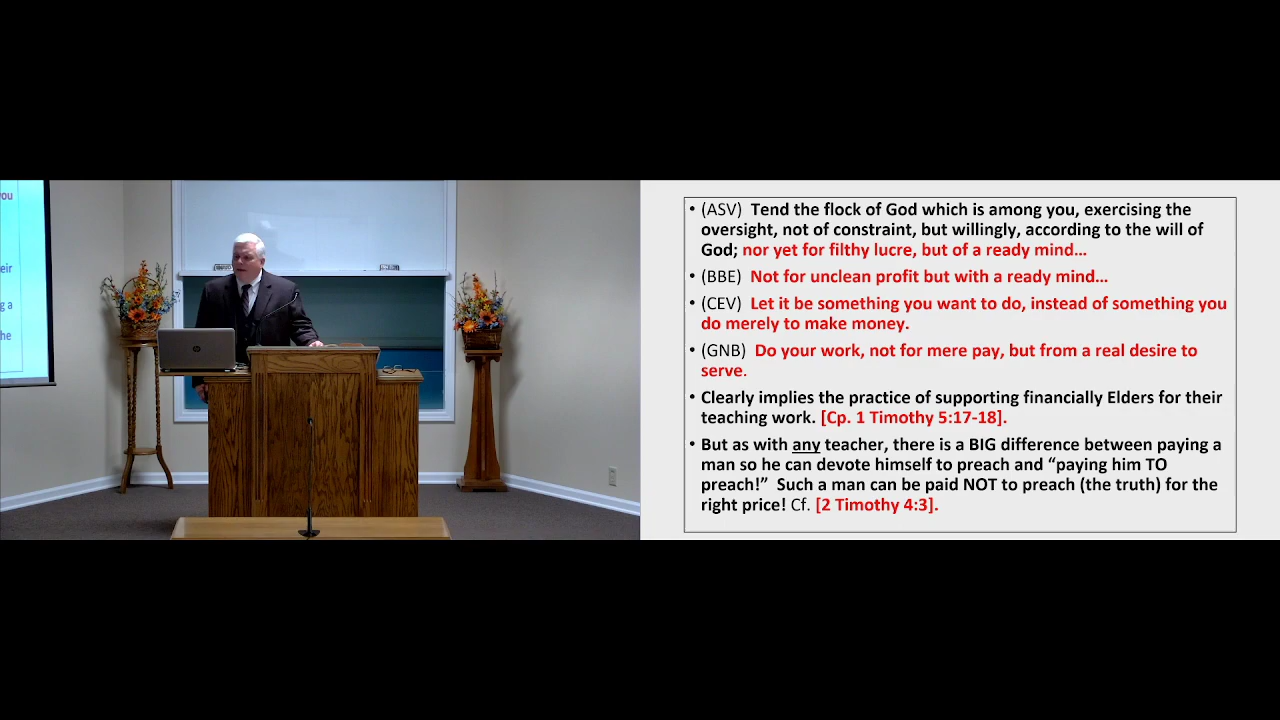 you
eir
g a
he
hp
• (ASV) Tend the flock of God which is among you, exercising the
oversight, not of constraint, but willingly, according to the will of
God; nor yet for filthy lucre, but of a ready mind...
• (BBE) Not for unclean profit but with a ready mind...
• (CEV) Let it be something you want to do, instead of something you
do merely to make money.
• (GNB) Do your work, not for mere pay, but from a real desire to
serve.
• Clearly implies the practice of supporting financially Elders for their
teaching work. [Cp. 1 Timothy 5:17-18].
• But as with any teacher, there is a BIG difference between paying a
man so he can devote himself to preach and “paying him TO
preach!” Such a man can be paid NOT to preach (the truth) for the
right price! Cf. [2 Timothy 4:3].